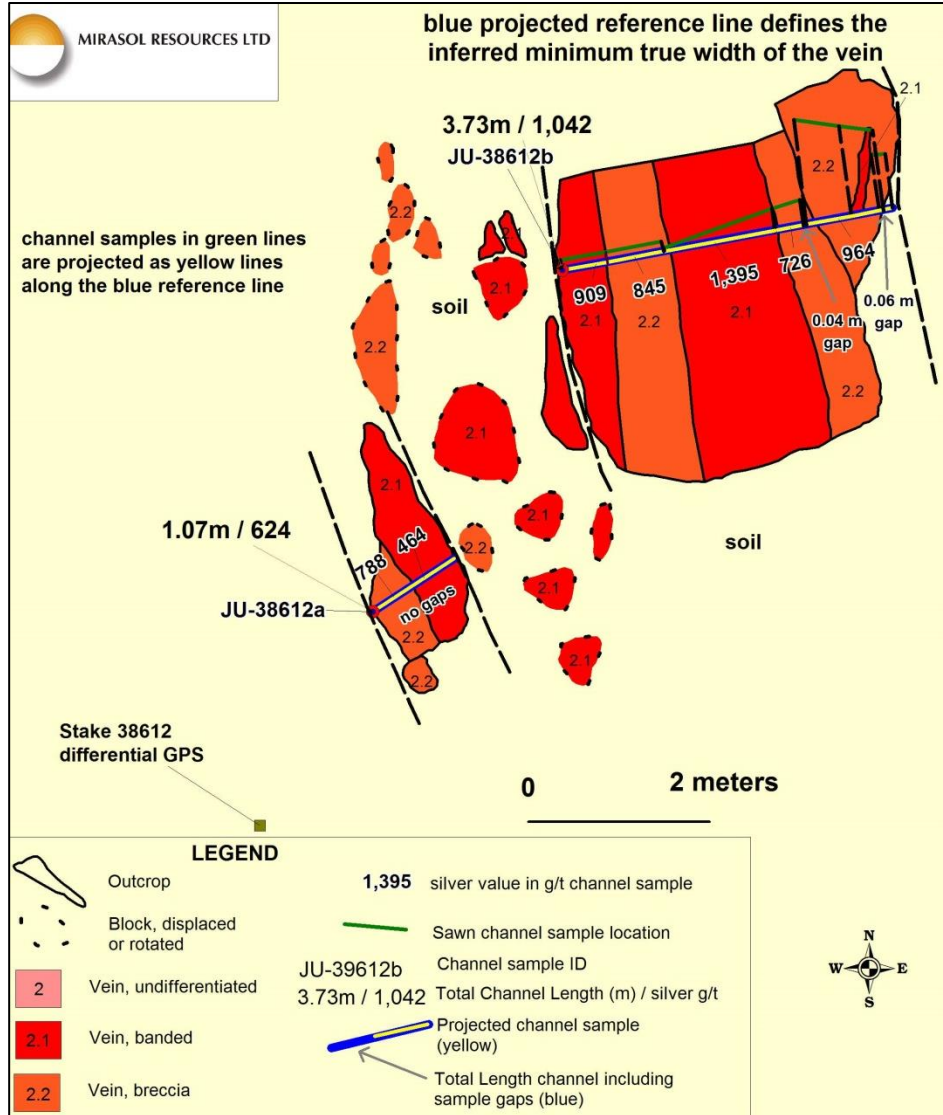 MIRASOL RESOURCES LTD
blue projected reference line defines the
inferred minimum true width of the vein
2.1
3.73m / 1,042
JU-38612b
2.2
2.2
channel samples in green lines
are projected as yellow lines
along the blue reference line
2.1
2.1
soil
909
845
1,395
726
964
2.1
2.2
2.1
0.04 m
gap
0.06 m
gap
2.2
2.2
2.1
2.1
2.1
1.07m / 624
788
464
2.2
soil
JU-38612a
no gaps
2.1
2.2
2.2
2.1
Stake 38612
differential GPS
0 2 meters
LEGEND
Outcrop
Block, displaced
or rotated
2 Vein, undifferentiated
2.1 Vein, banded
2.2 Vein, breccia
1,395 silver value in g/t channel sample
Sawn channel sample location
JU-39612b Channel sample ID
3.73m / 1,042 Total Channel Length (m) / silver g/t
Projected channel sample
(yellow)
Total Length channel including
sample gaps (blue)
N
W E
S